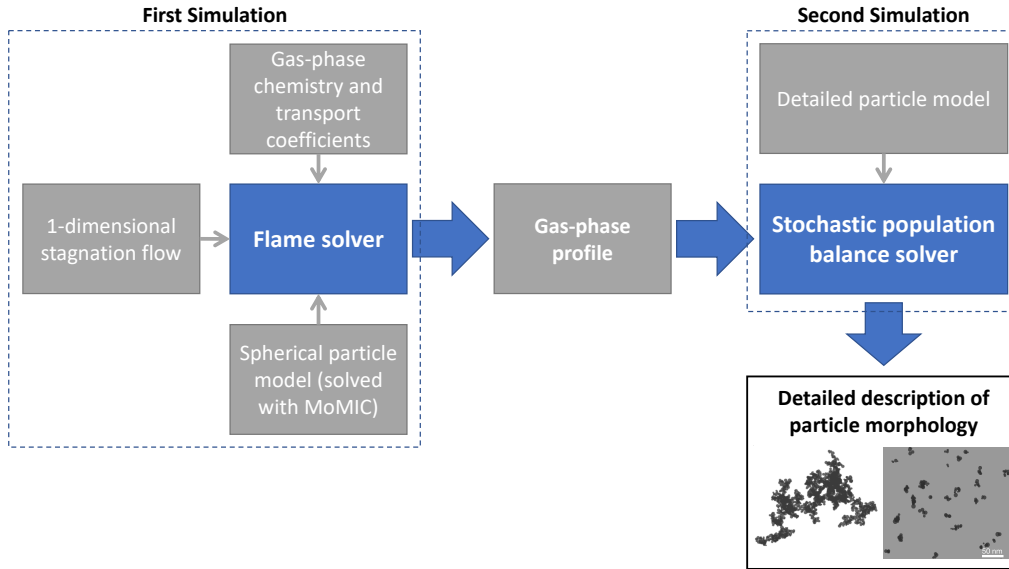 First Simulation
Gas-phase
chemistry and
transport
coefficients
1-dimensional
stagnation flow
Flame solver
Spherical particle
model (solved
with MoMIC)
Gas-phase
profile
Second Simulation
Detailed particle model
Stochastic population
balance solver
Detailed description of
particle morphology
50 nm